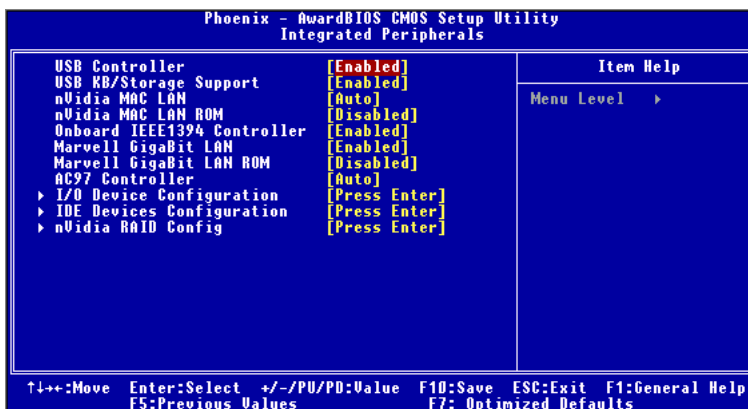 Phoenix - AwardBIOS CMOS Setup Utility
Integrated Peripherals
USB Controller [Enabled]
USB KB/Storage Support [Enabled]
nVidia MAC LAN [Auto]
nVidia MAC LAN ROM [Disabled]
Onboard IEEE1394 Controller [Enabled]
Marvell GigaBit LAN [Enabled]
Marvell GigaBit LAN ROM [Disabled]
AC97 Controller [Auto]
▸ I/O Device Configuration [Press Enter]
▸ IDE Devices Configuration [Press Enter]
▸ nVidia RAID Config [Press Enter]
Item Help
Menu Level ▸
↑↓→←:Move Enter:Select +/-/PU/PD:Value F10:Save ESC:Exit F1:General Help
F5:Previous Values F7: Optimized Defaults